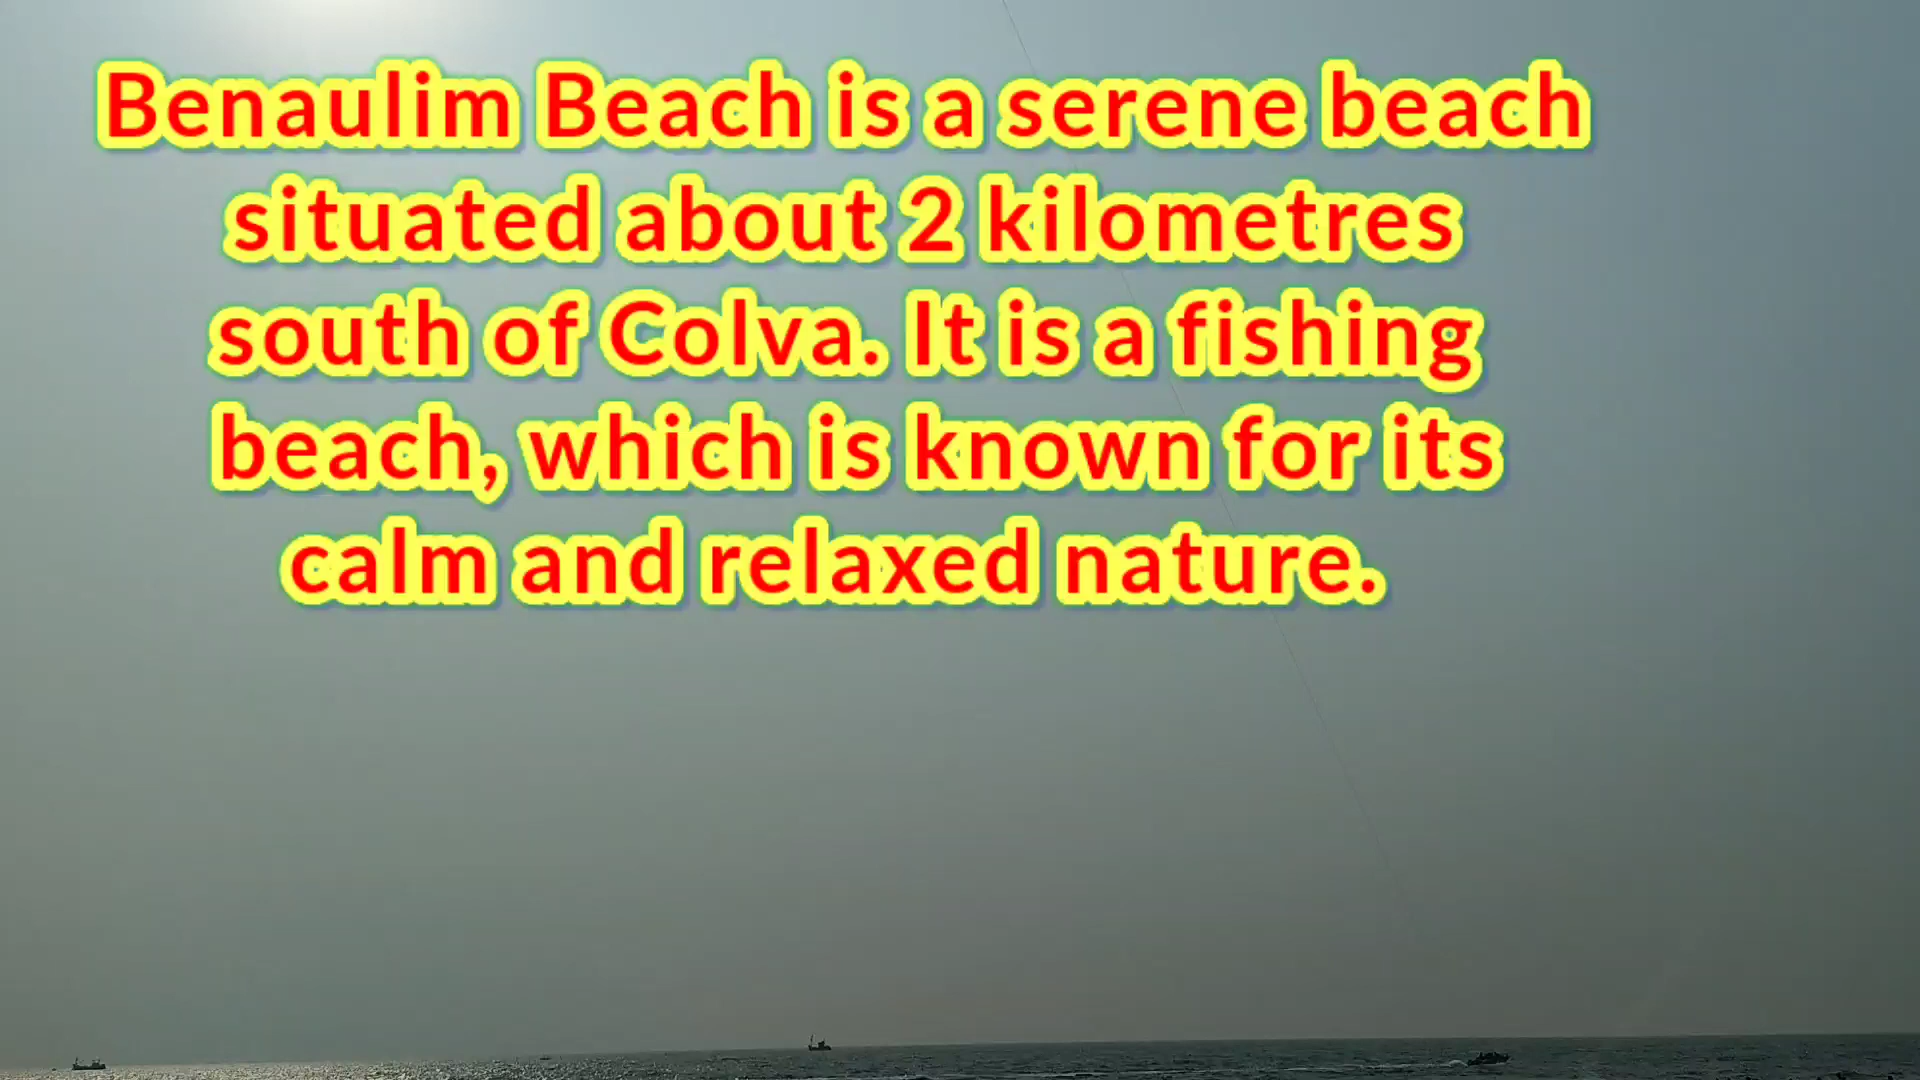 Benaulim Beach is a serene beach
situated about 2 kilometres
south of Colva. It is a fishing
beach, which is known for its
calm and relaxed nature.